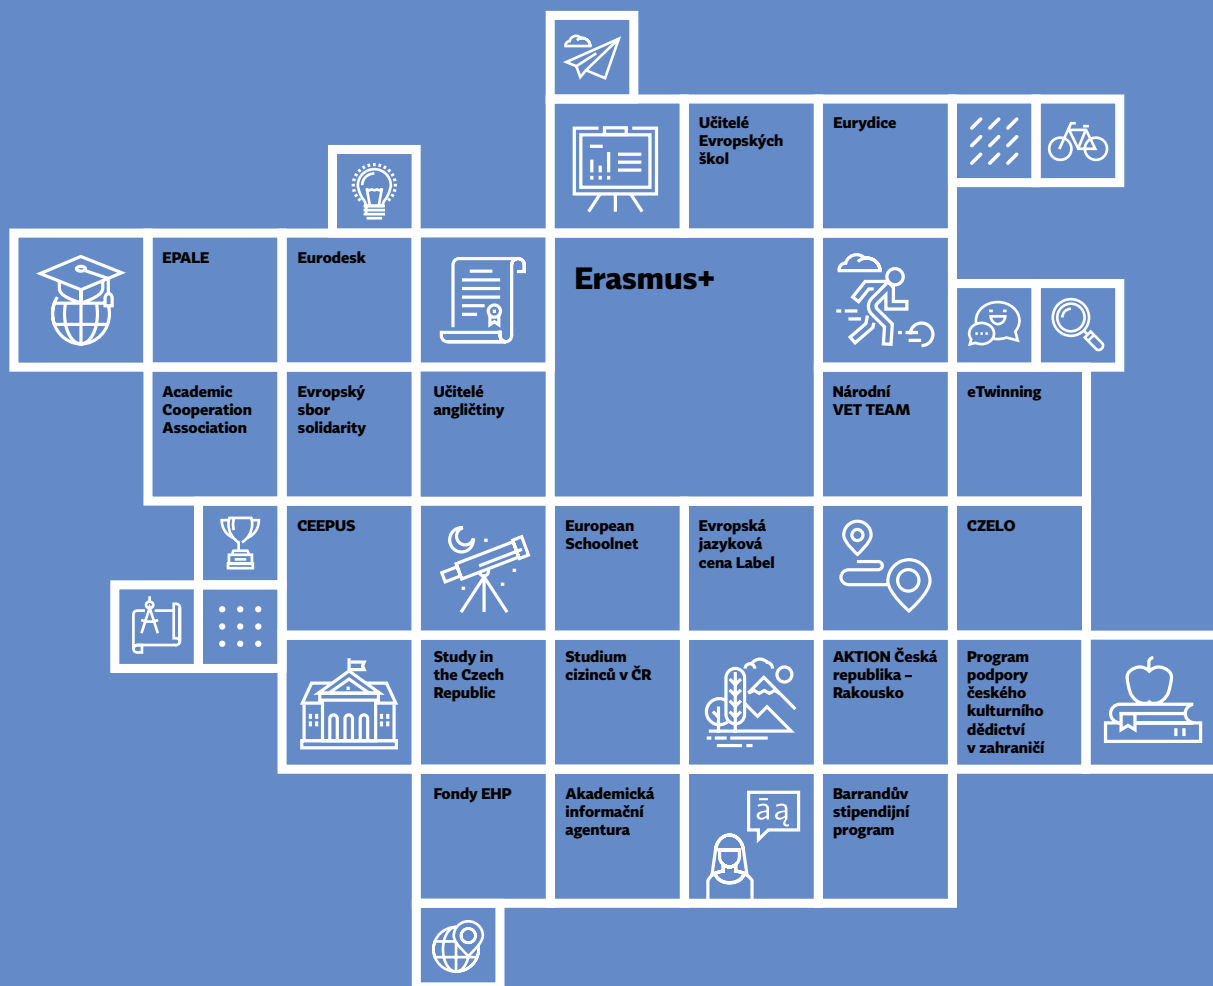 Učitelé
Evropských
škol
Eurydice
EPALE
Eurodesk
Erasmus+
Academic
Cooperation
Association
Evropský
sbor
solidarity
Učitelé
angličtiny
Národní
VET TEAM
eTwinning
CEEPUS
European
Schoolnet
Evropská
jazyková
cena Label
CZELO
Study in
the Czech
Republic
Studium
cizinců v ČR
AKTION Česká
republika –
Rakousko
Program
podpory
českého
kulturního
dědictví
v zahraničí
Fondy EHP
Akademická
informační
agentura
āą
Barrandův
stipendijní
program